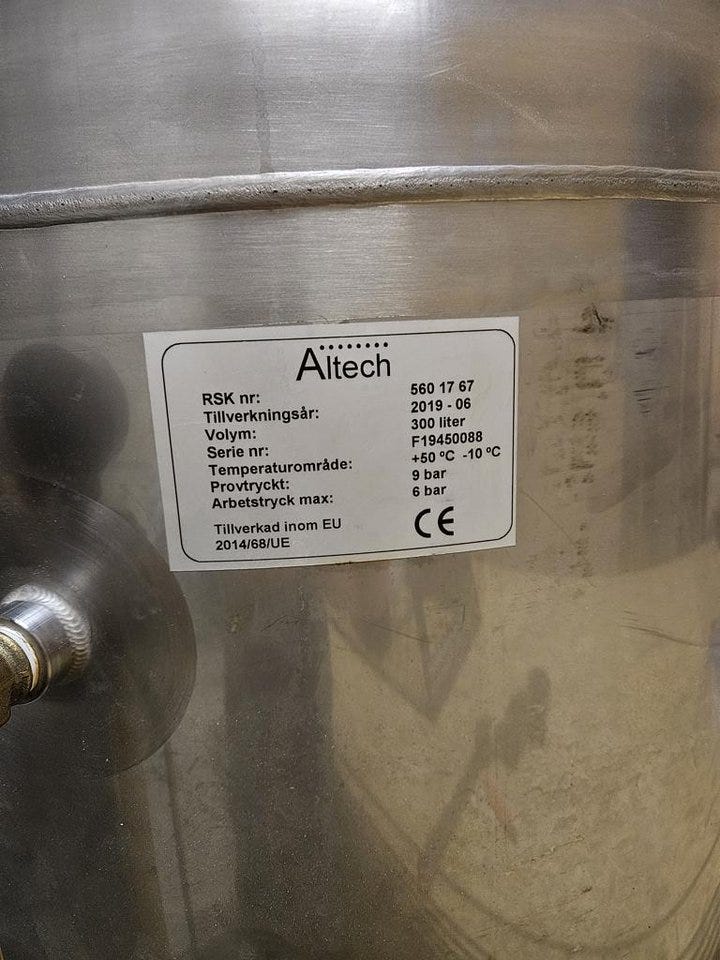 Altech
RSK nr: 560 17 67
Tillverkningsår: 2019 - 06
Volym: 300 liter
Serie nr: F19450088
Temperaturområde: +50 ºC -10 ºC
Provtryckt: 9 bar
Arbetstryck max: 6 bar
Tillverkad inom EU
2014/68/UE
CE